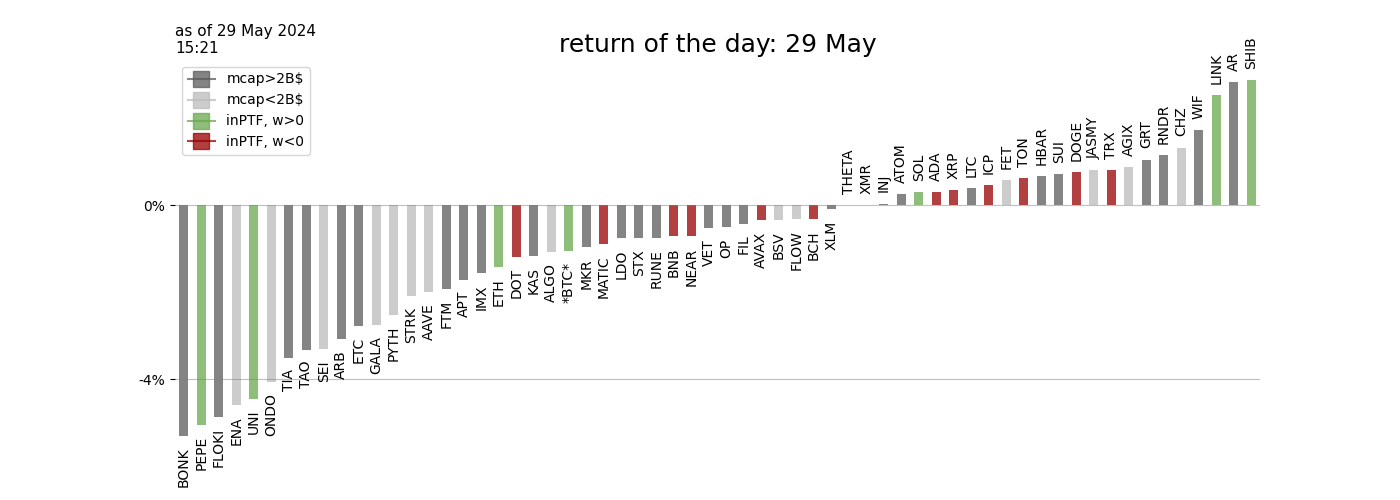 as of 29 May 2024
15:21
return of the day: 29 May
mcap>2B$
mcap<2B$
inPTF, w>0
inPTF, w<0
0%
-4%
BONK
PEPE
FLOKI
ENA
UNI
ONDO
TIA
TAO
SEI
ARB
ETC
GALA
PYTH
STRK
AAVE
FTM
APT
IMX
ETH
DOT
KAS
ALGO
*BTC*
MKR
MATIC
LDO
STX
RUNE
BNB
NEAR
VET
OP
FIL
AVAX
BSV
FLOW
BCH
XLM
THETA
XMR
INJ
ATOM
SOL
ADA
XRP
LTC
ICP
FET
TON
HBAR
SUI
DOGE
JASMY
TRX
AGIX
GRT
RNDR
CHZ
WIF
LINK
AR
SHIB